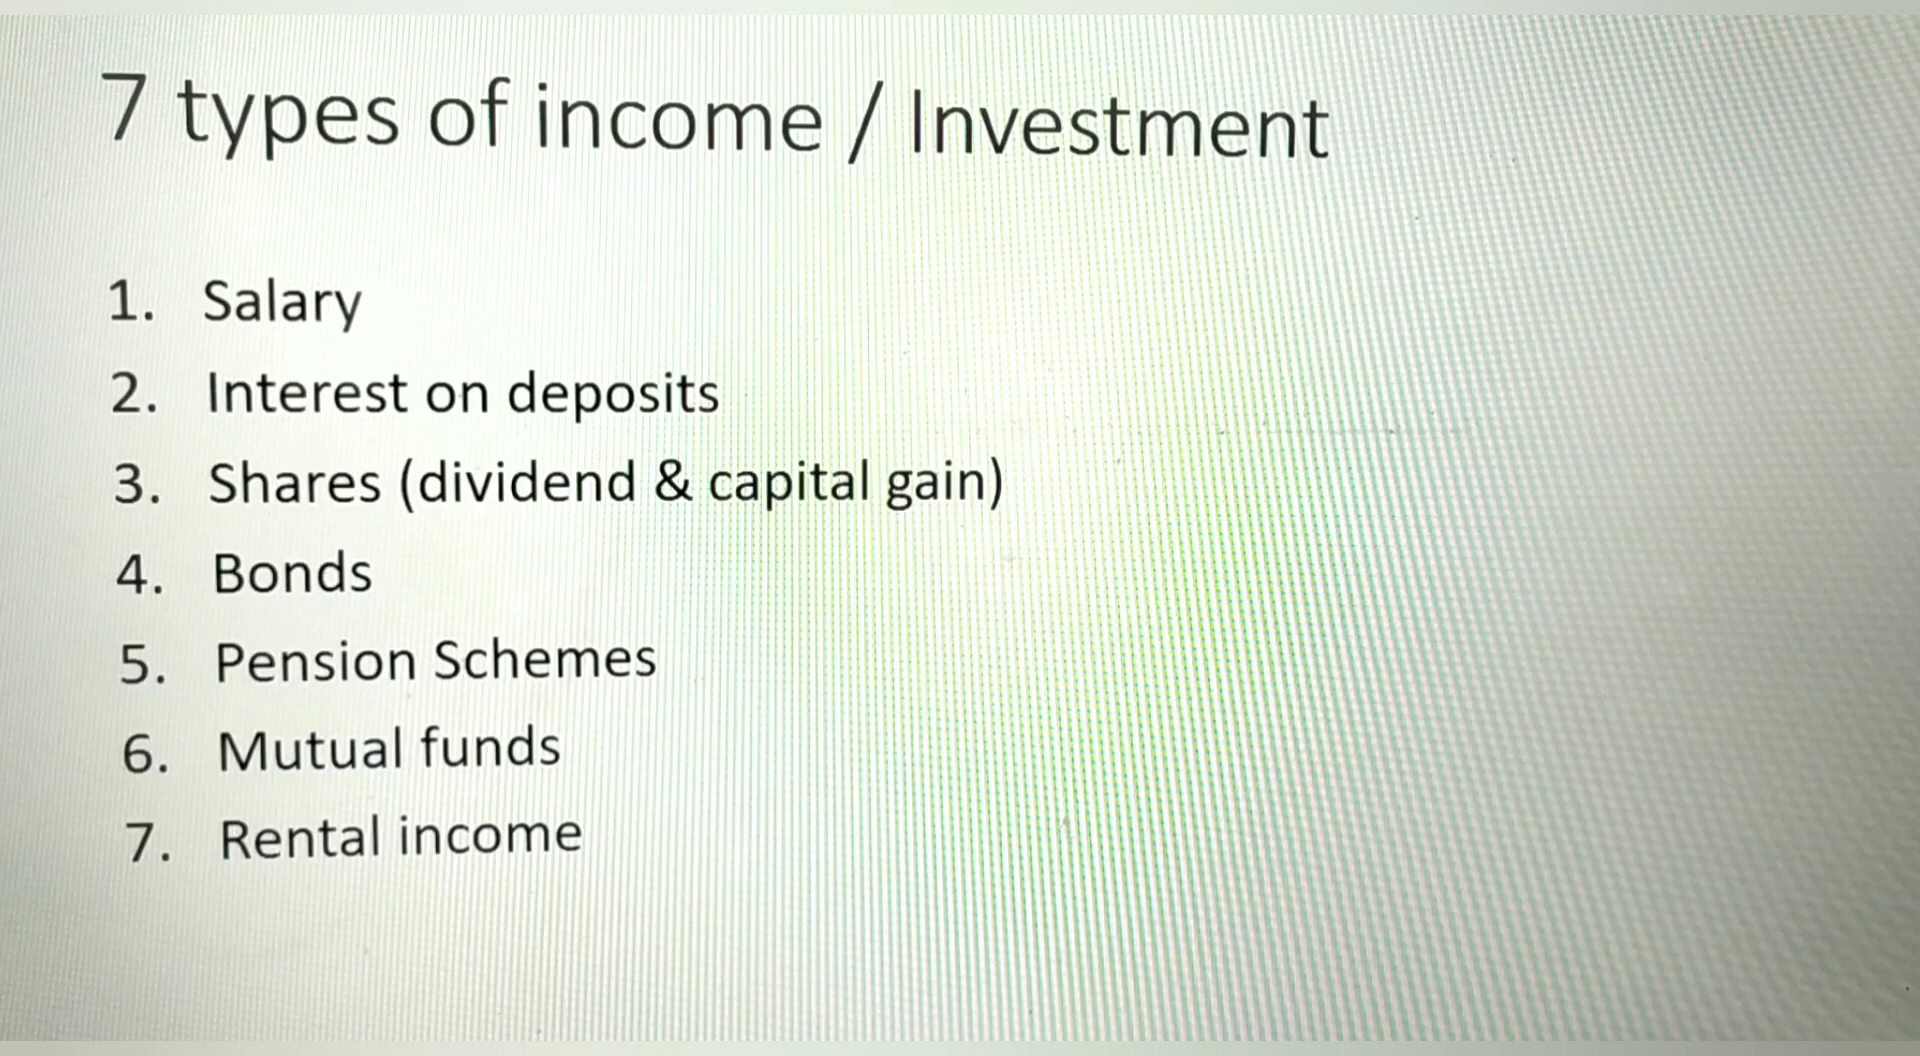 7 types of income / Investment
1. Salary
2. Interest on deposits
3. Shares (dividend & capital gain)
4. Bonds
5. Pension Schemes
6. Mutual funds
7. Rental income